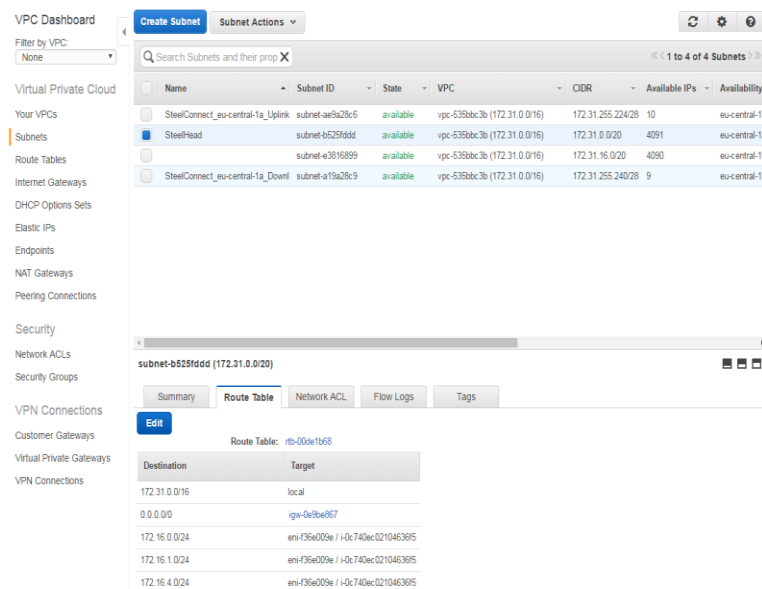 VPC Dashboard
Filter by VPC:
None
Virtual Private Cloud
Your VPCs
Subnets
Route Tables
Internet Gateways
DHCP Options Sets
Elastic IPs
Endpoints
NAT Gateways
Peering Connections
Security
Network ACLs
Security Groups
VPN Connections
Customer Gateways
Virtual Private Gateways
VPN Connections
Create Subnet Subnet Actions
Search Subnets and their prop X
1 to 4 of 4 Subnets
Name Subnet ID State VPC CIDR Available IPs Availability
SteelConnect_eu-central-1a_Uplink subnet-ae9a28c6 available vpc-535bbc3b (172.31.0.0/16) 172.31.255.224/28 10 eu-central-1
SteelHead subnet-b525fddd available vpc-535bbc3b (172.31.0.0/16) 172.31.0.0/20 4091 eu-central-1
subnet-e3816899 available vpc-535bbc3b (172.31.0.0/16) 172.31.16.0/20 4090 eu-central-1
SteelConnect_eu-central-1a_Downl subnet-a19a28c9 available vpc-535bbc3b (172.31.0.0/16) 172.31.255.240/28 9 eu-central-1
subnet-b525fddd (172.31.0.0/20)
Summary Route Table Network ACL Flow Logs Tags
Edit
Route Table: rtb-00de1b68
Destination Target
172.31.0.0/16 local
0.0.0.0/0 igw-0e9be867
172.16.0.0/24 eni-f36e009e / i-0c740ec02104636f5
172.16.1.0/24 eni-f36e009e / i-0c740ec02104636f5
172.16.4.0/24 eni-f36e009e / i-0c740ec02104636f5